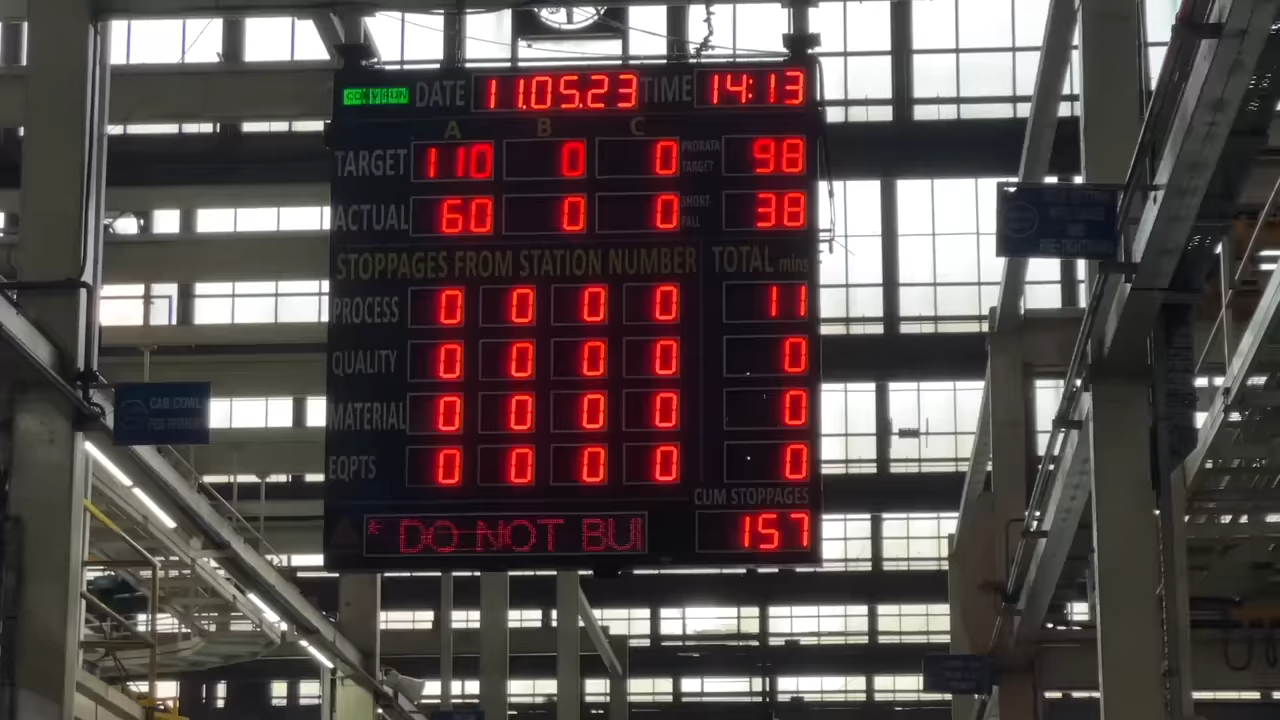 DATE 11.05.23 TIME 14:13
A B C
TARGET 110 0 0 PRORATA TARGET 98
ACTUAL 60 0 0 SHORT-FALL 38
STOPPAGES FROM STATION NUMBER TOTAL mins
PROCESS 0 0 0 0 11
QUALITY 0 0 0 0 0
MATERIAL 0 0 0 0 0
EQPTS 0 0 0 0 0
CUM STOPPAGES
* DO NOT BUI 157
CAB COWL